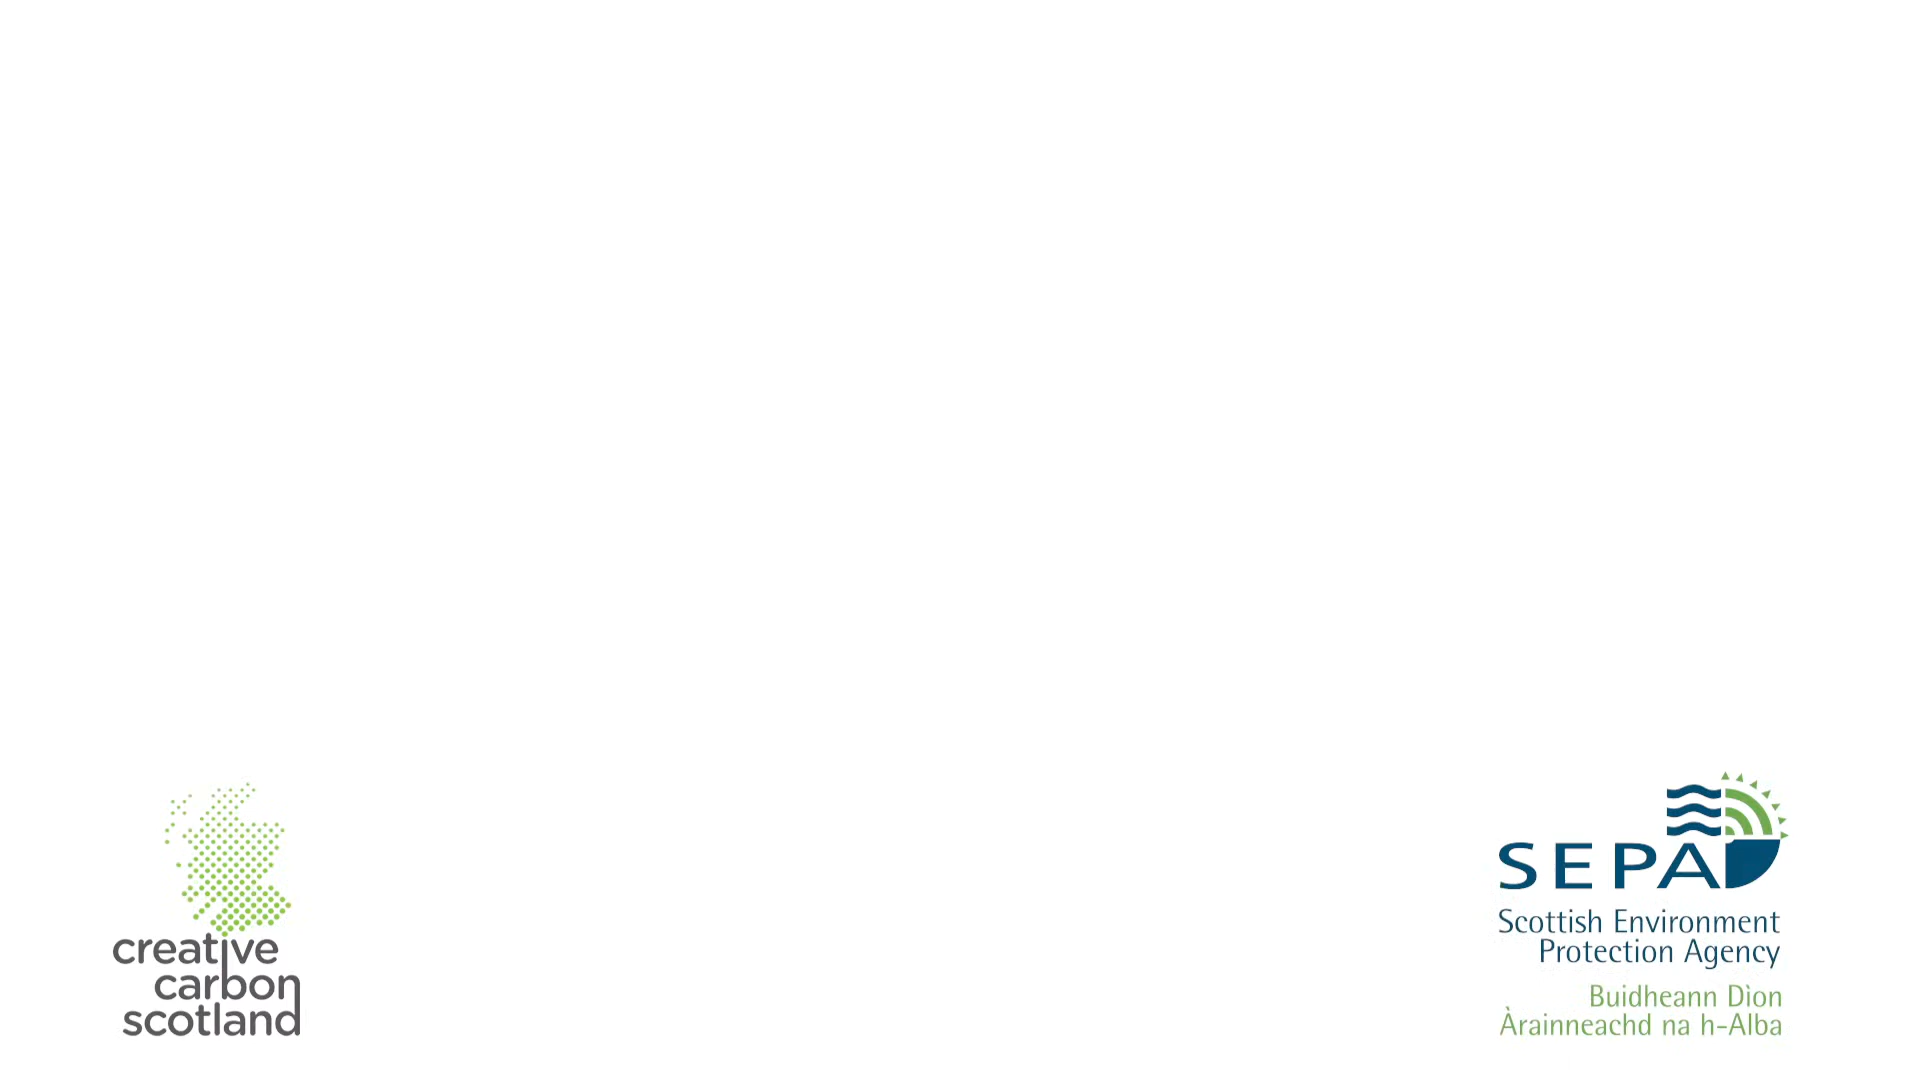 creative
carbon
scotland
SEPA
Scottish Environment
Protection Agency
Buidheann Dìon
Àrainneachd na h-Alba